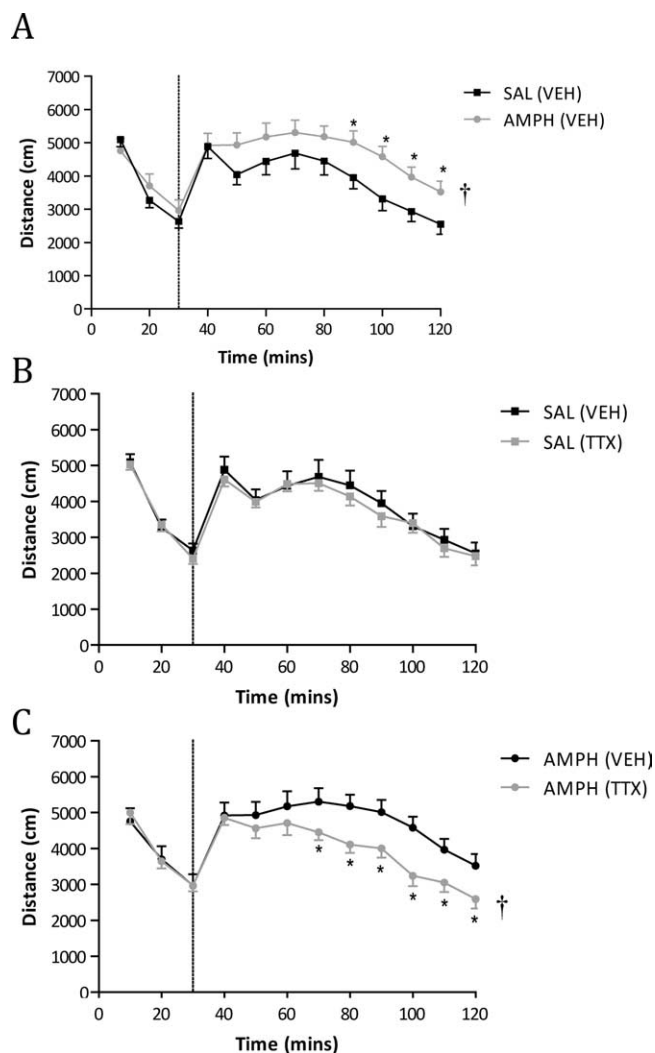 A
7000
6000
5000
4000
3000
2000
1000
0
Distance (cm)
0 20 40 60 80 100 120
Time (mins)
* * * *
†
SAL (VEH)
AMPH (VEH)
B
7000
6000
5000
4000
3000
2000
1000
0
Distance (cm)
0 20 40 60 80 100 120
Time (mins)
SAL (VEH)
SAL (TTX)
C
7000
6000
5000
4000
3000
2000
1000
0
Distance (cm)
0 20 40 60 80 100 120
Time (mins)
* * * * * *
†
AMPH (VEH)
AMPH (TTX)